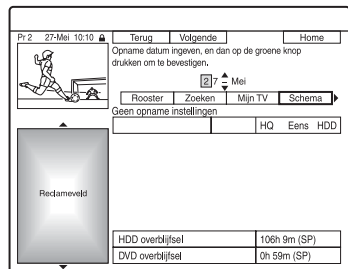 Pr 2 27-Mei 10:10
Terug Volgende Home
Opname datum ingeven, en dan op de groene knop
drukken om te bevestigen.
27 Mei
Rooster Zoeken Mijn TV Schema
Geen opname instellingen
HQ Eens HDD
Reclameveld
HDD overblijfsel 106h 9m (SP)
DVD overblijfsel 0h 59m (SP)